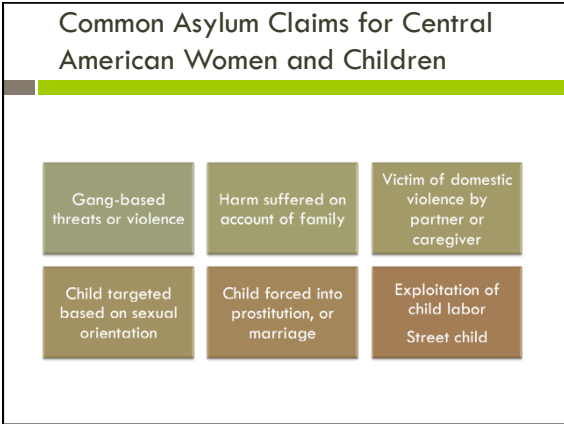 Common Asylum Claims for Central
American Women and Children
Gang-based
threats or violence
Harm suffered on
account of family
Victim of domestic
violence by
partner or
caregiver
Child targeted
based on sexual
orientation
Child forced into
prostitution, or
marriage
Exploitation of
child labor
Street child